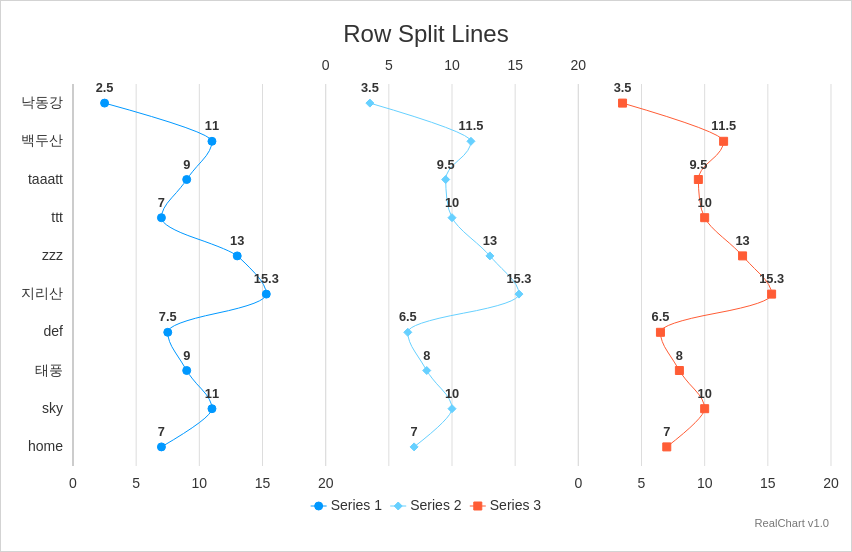 Row Split Lines
0 5 10 15 20
2.5 3.5 3.5
낙동강
11 11.5 11.5
백두산
9 9.5 9.5
taaatt
7 10 10
ttt
13 13 13
zzz
15.3 15.3 15.3
지리산
7.5 6.5 6.5
def
9 8 8
태풍
11 10 10
sky
7 7 7
home
0 5 10 15 20 0 5 10 15 20
Series 1 Series 2 Series 3
RealChart v1.0